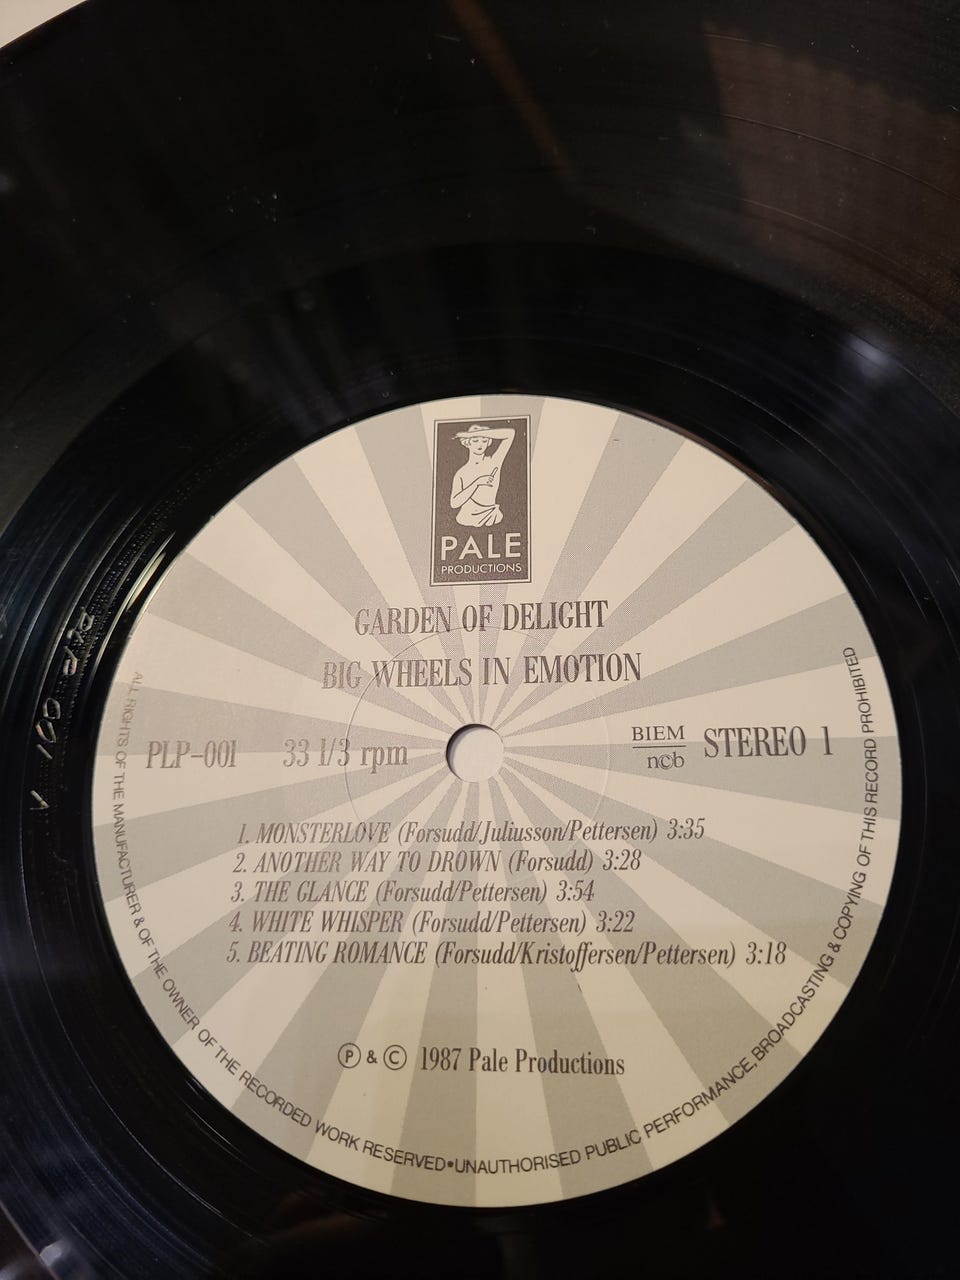 PALE
PRODUCTIONS
GARDEN OF DELIGHT
BIG WHEELS IN EMOTION
PLP-001 33 1/3 rpm
BIEM
ncb
STEREO 1
1. MONSTERLOVE (Forsudd/Juliusson/Pettersen) 3:35
2. ANOTHER WAY TO DROWN (Forsudd) 3:28
3. THE GLANCE (Forsudd/Pettersen) 3:54
4. WHITE WHISPER (Forsudd/Pettersen) 3:22
5. BEATING ROMANCE (Forsudd/Kristoffersen/Pettersen) 3:18
Ⓟ & © 1987 Pale Productions
ALL RIGHTS OF THE MANUFACTURER & OF THE OWNER OF THE RECORDED WORK RESERVED•UNAUTHORISED PUBLIC PERFORMANCE, BROADCASTING & COPYING OF THIS RECORD PROHIBITED
PLP 001